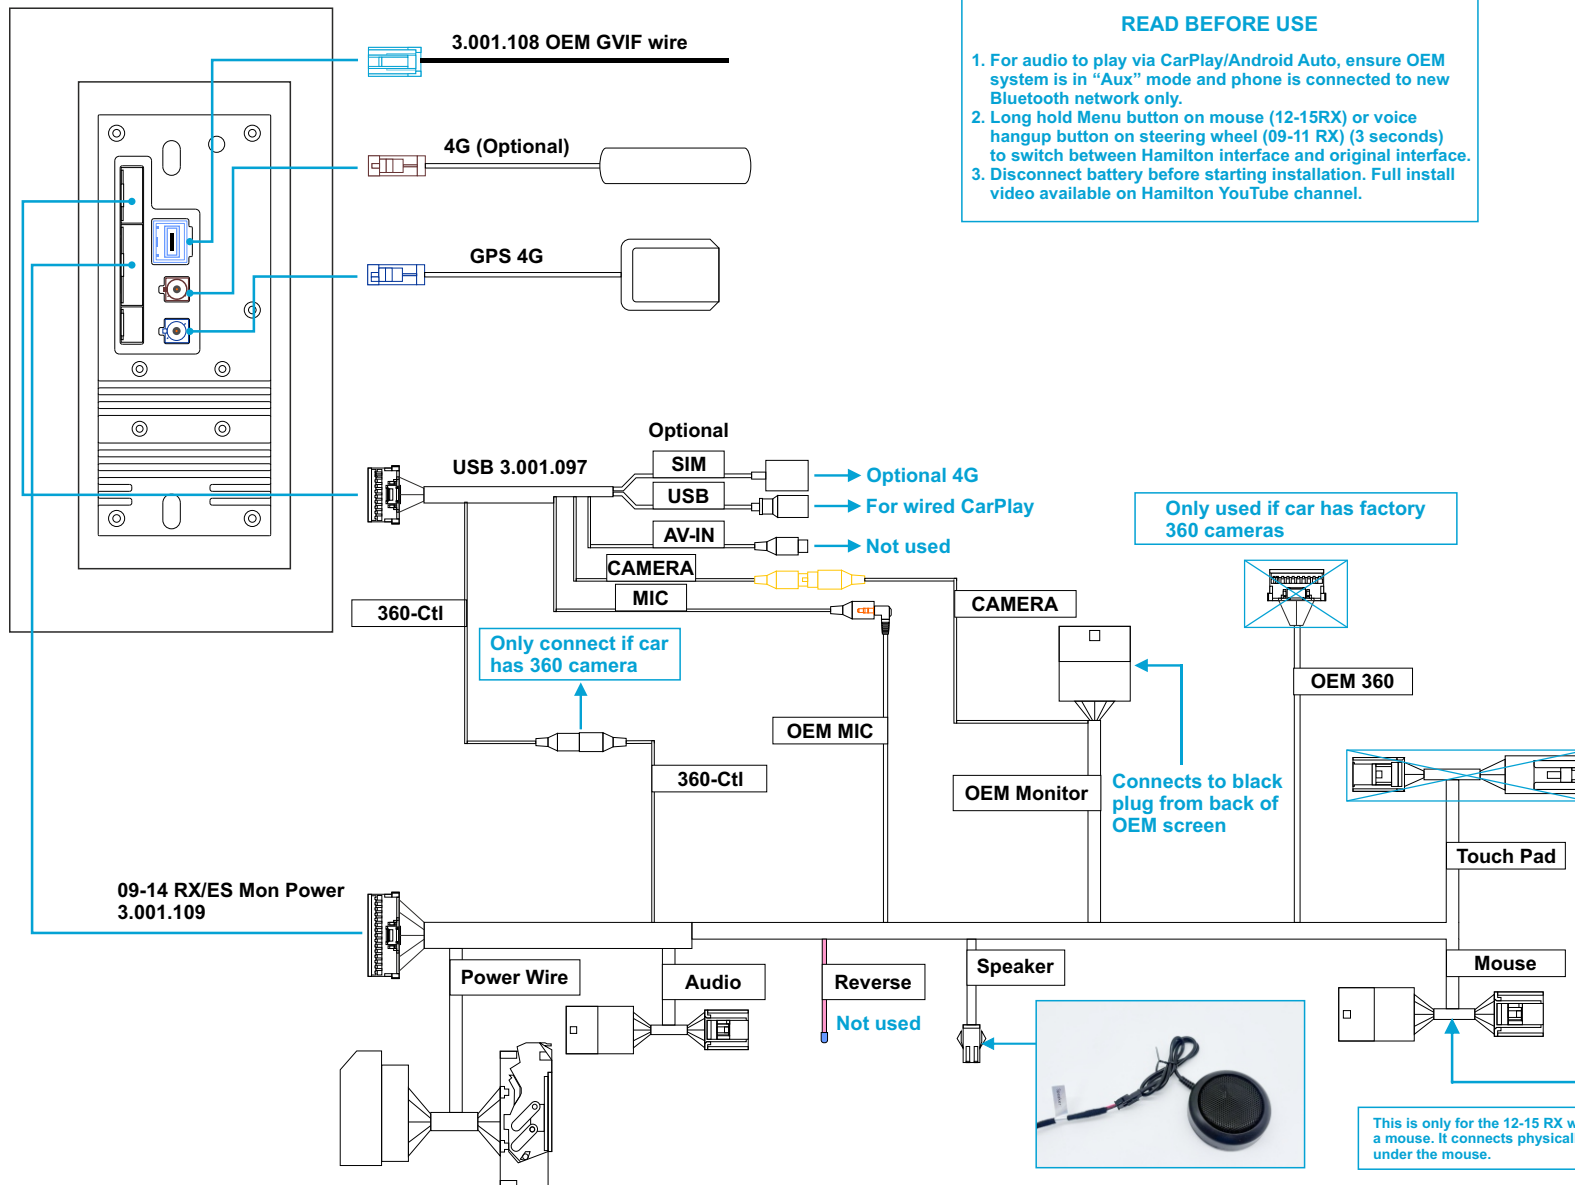 3.001.108 OEM GVIF wire
4G (Optional)
GPS 4G
READ BEFORE USE
1. For audio to play via CarPlay/Android Auto, ensure OEM
system is in “Aux” mode and phone is connected to new
Bluetooth network only.
2. Long hold Menu button on mouse (12-15RX) or voice
hangup button on steering wheel (09-11 RX) (3 seconds)
to switch between Hamilton interface and original interface.
3. Disconnect battery before starting installation. Full install
video available on Hamilton YouTube channel.
Optional
USB 3.001.097
SIM
Optional 4G
USB
For wired CarPlay
AV-IN
Not used
CAMERA
MIC
360-Ctl
Only connect if car
has 360 camera
CAMERA
Only used if car has factory
360 cameras
OEM 360
OEM MIC
360-Ctl
OEM Monitor
Connects to black
plug from back of
OEM screen
Touch Pad
09-14 RX/ES Mon Power
3.001.109
Power Wire
Audio
Reverse
Not used
Speaker
Mouse
This is only for the 12-15 RX
a mouse. It connects
under the mouse.